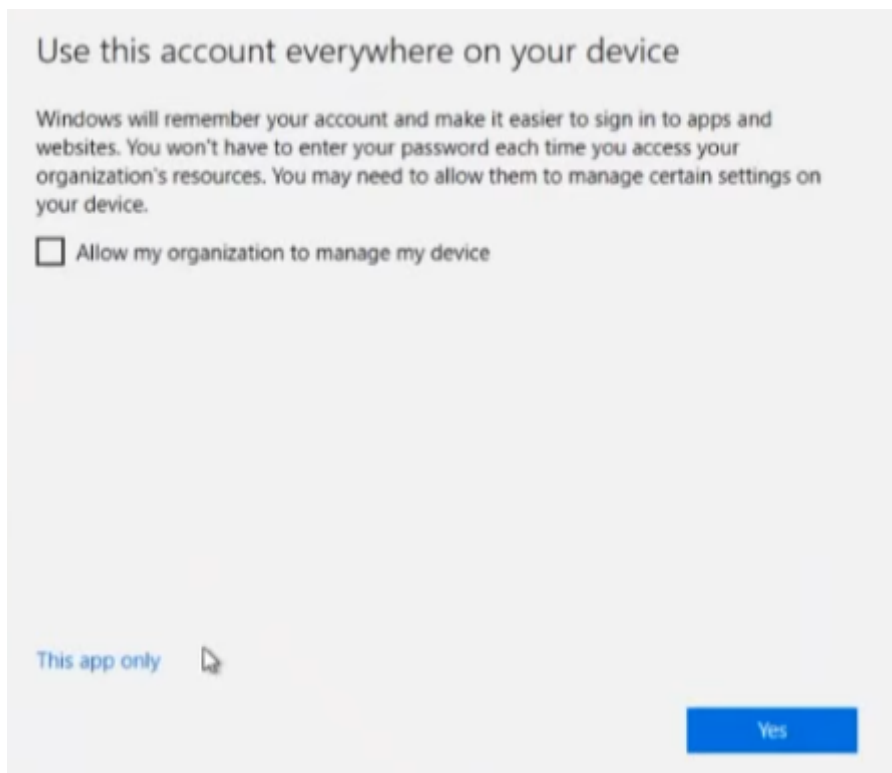 Use this account everywhere on your device
Windows will remember your account and make it easier to sign in to apps and
websites. You won't have to enter your password each time you access your
organization's resources. You may need to allow them to manage certain settings on
your device.
Allow my organization to manage my device
This app only
Yes